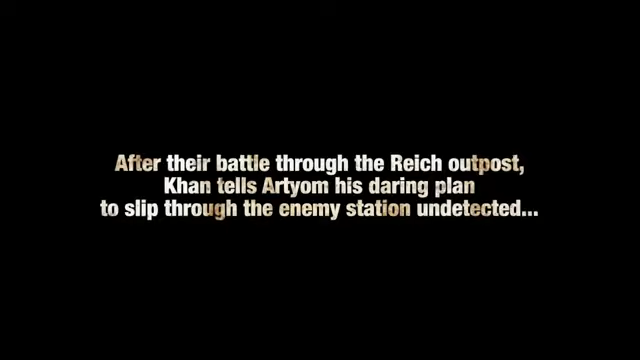 After their battle through the Reich outpost,
Khan tells Artyom his daring plan
to slip through the enemy station undetected...